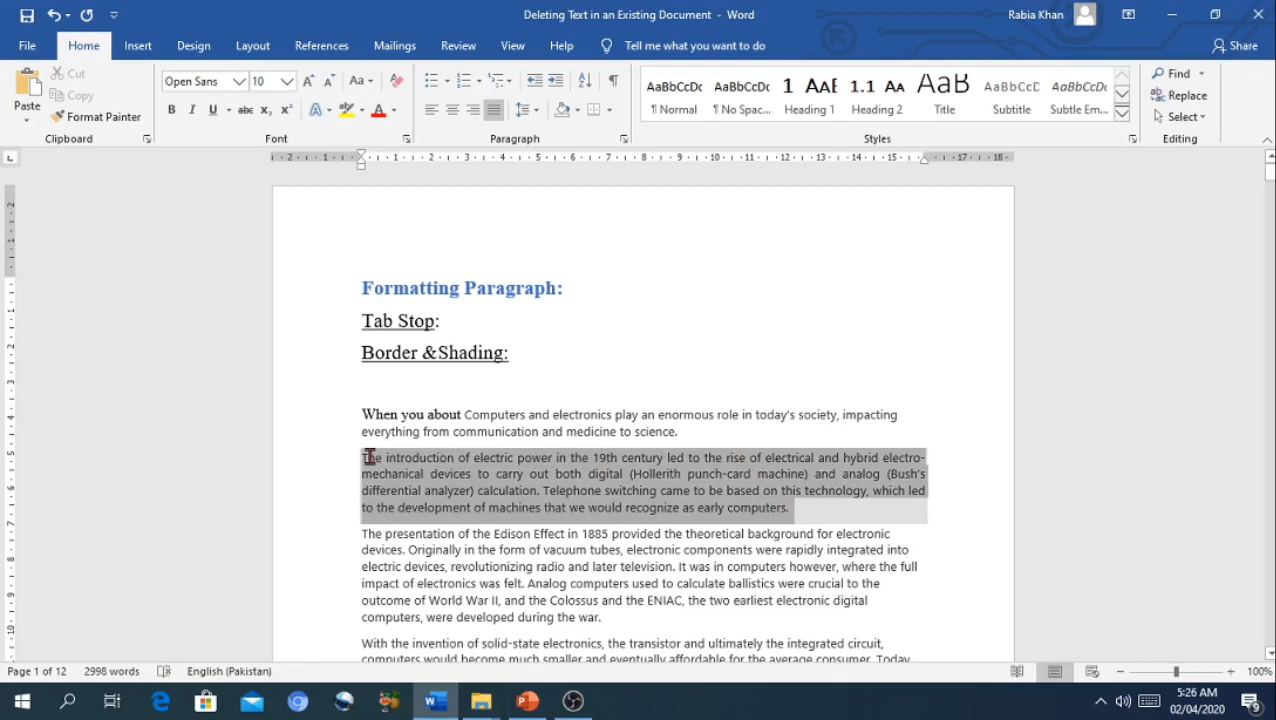 Deleting Text in an Existing Document - Word
Rabia Khan
File Home Insert Design Layout References Mailings Review View Help Tell me what you want to do Share
Paste
Cut
Copy
Format Painter
Clipboard
Open Sans 10
Font
Paragraph
AaBbCcDc AaBbCcDc 1 AAE 1.1 AA AaB AaBbCcDc AaBbCcDt
¶ Normal ¶ No Spac... Heading 1 Heading 2 Title Subtitle Subtle Em...
Styles
Find
Replace
Select
Editing
Formatting Paragraph:
Tab Stop:
Border &Shading:
When you about Computers and electronics play an enormous role in today's society, impacting
everything from communication and medicine to science.
The introduction of electric power in the 19th century led to the rise of electrical and hybrid electro-
mechanical devices to carry out both digital (Hollerith punch-card machine) and analog (Bush's
differential analyzer) calculation. Telephone switching came to be based on this technology, which led
to the development of machines that we would recognize as early computers.
The presentation of the Edison Effect in 1885 provided the theoretical background for electronic
devices. Originally in the form of vacuum tubes, electronic components were rapidly integrated into
electric devices, revolutionizing radio and later television. It was in computers however, where the full
impact of electronics was felt. Analog computers used to calculate ballistics were crucial to the
outcome of World War II, and the Colossus and the ENIAC, the two earliest electronic digital
computers, were developed during the war.
With the invention of solid-state electronics, the transistor and ultimately the integrated circuit,
computers would become much smaller and eventually affordable for the average consumer. Today
Page 1 of 12 2998 words English (Pakistan) 100%
5:26 AM
02/04/2020